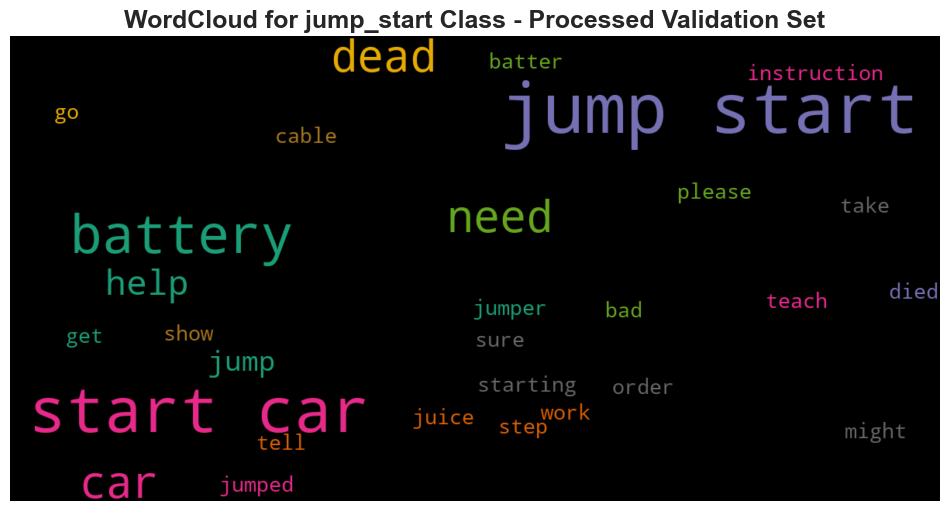 WordCloud for jump_start Class - Processed Validation Set
dead
batter
instruction
go
jump start
cable
please
take
battery
need
help
died
teach
jumper
bad
get
show
sure
jump
starting
order
start car
juice
work
step
tell
might
car
jumped